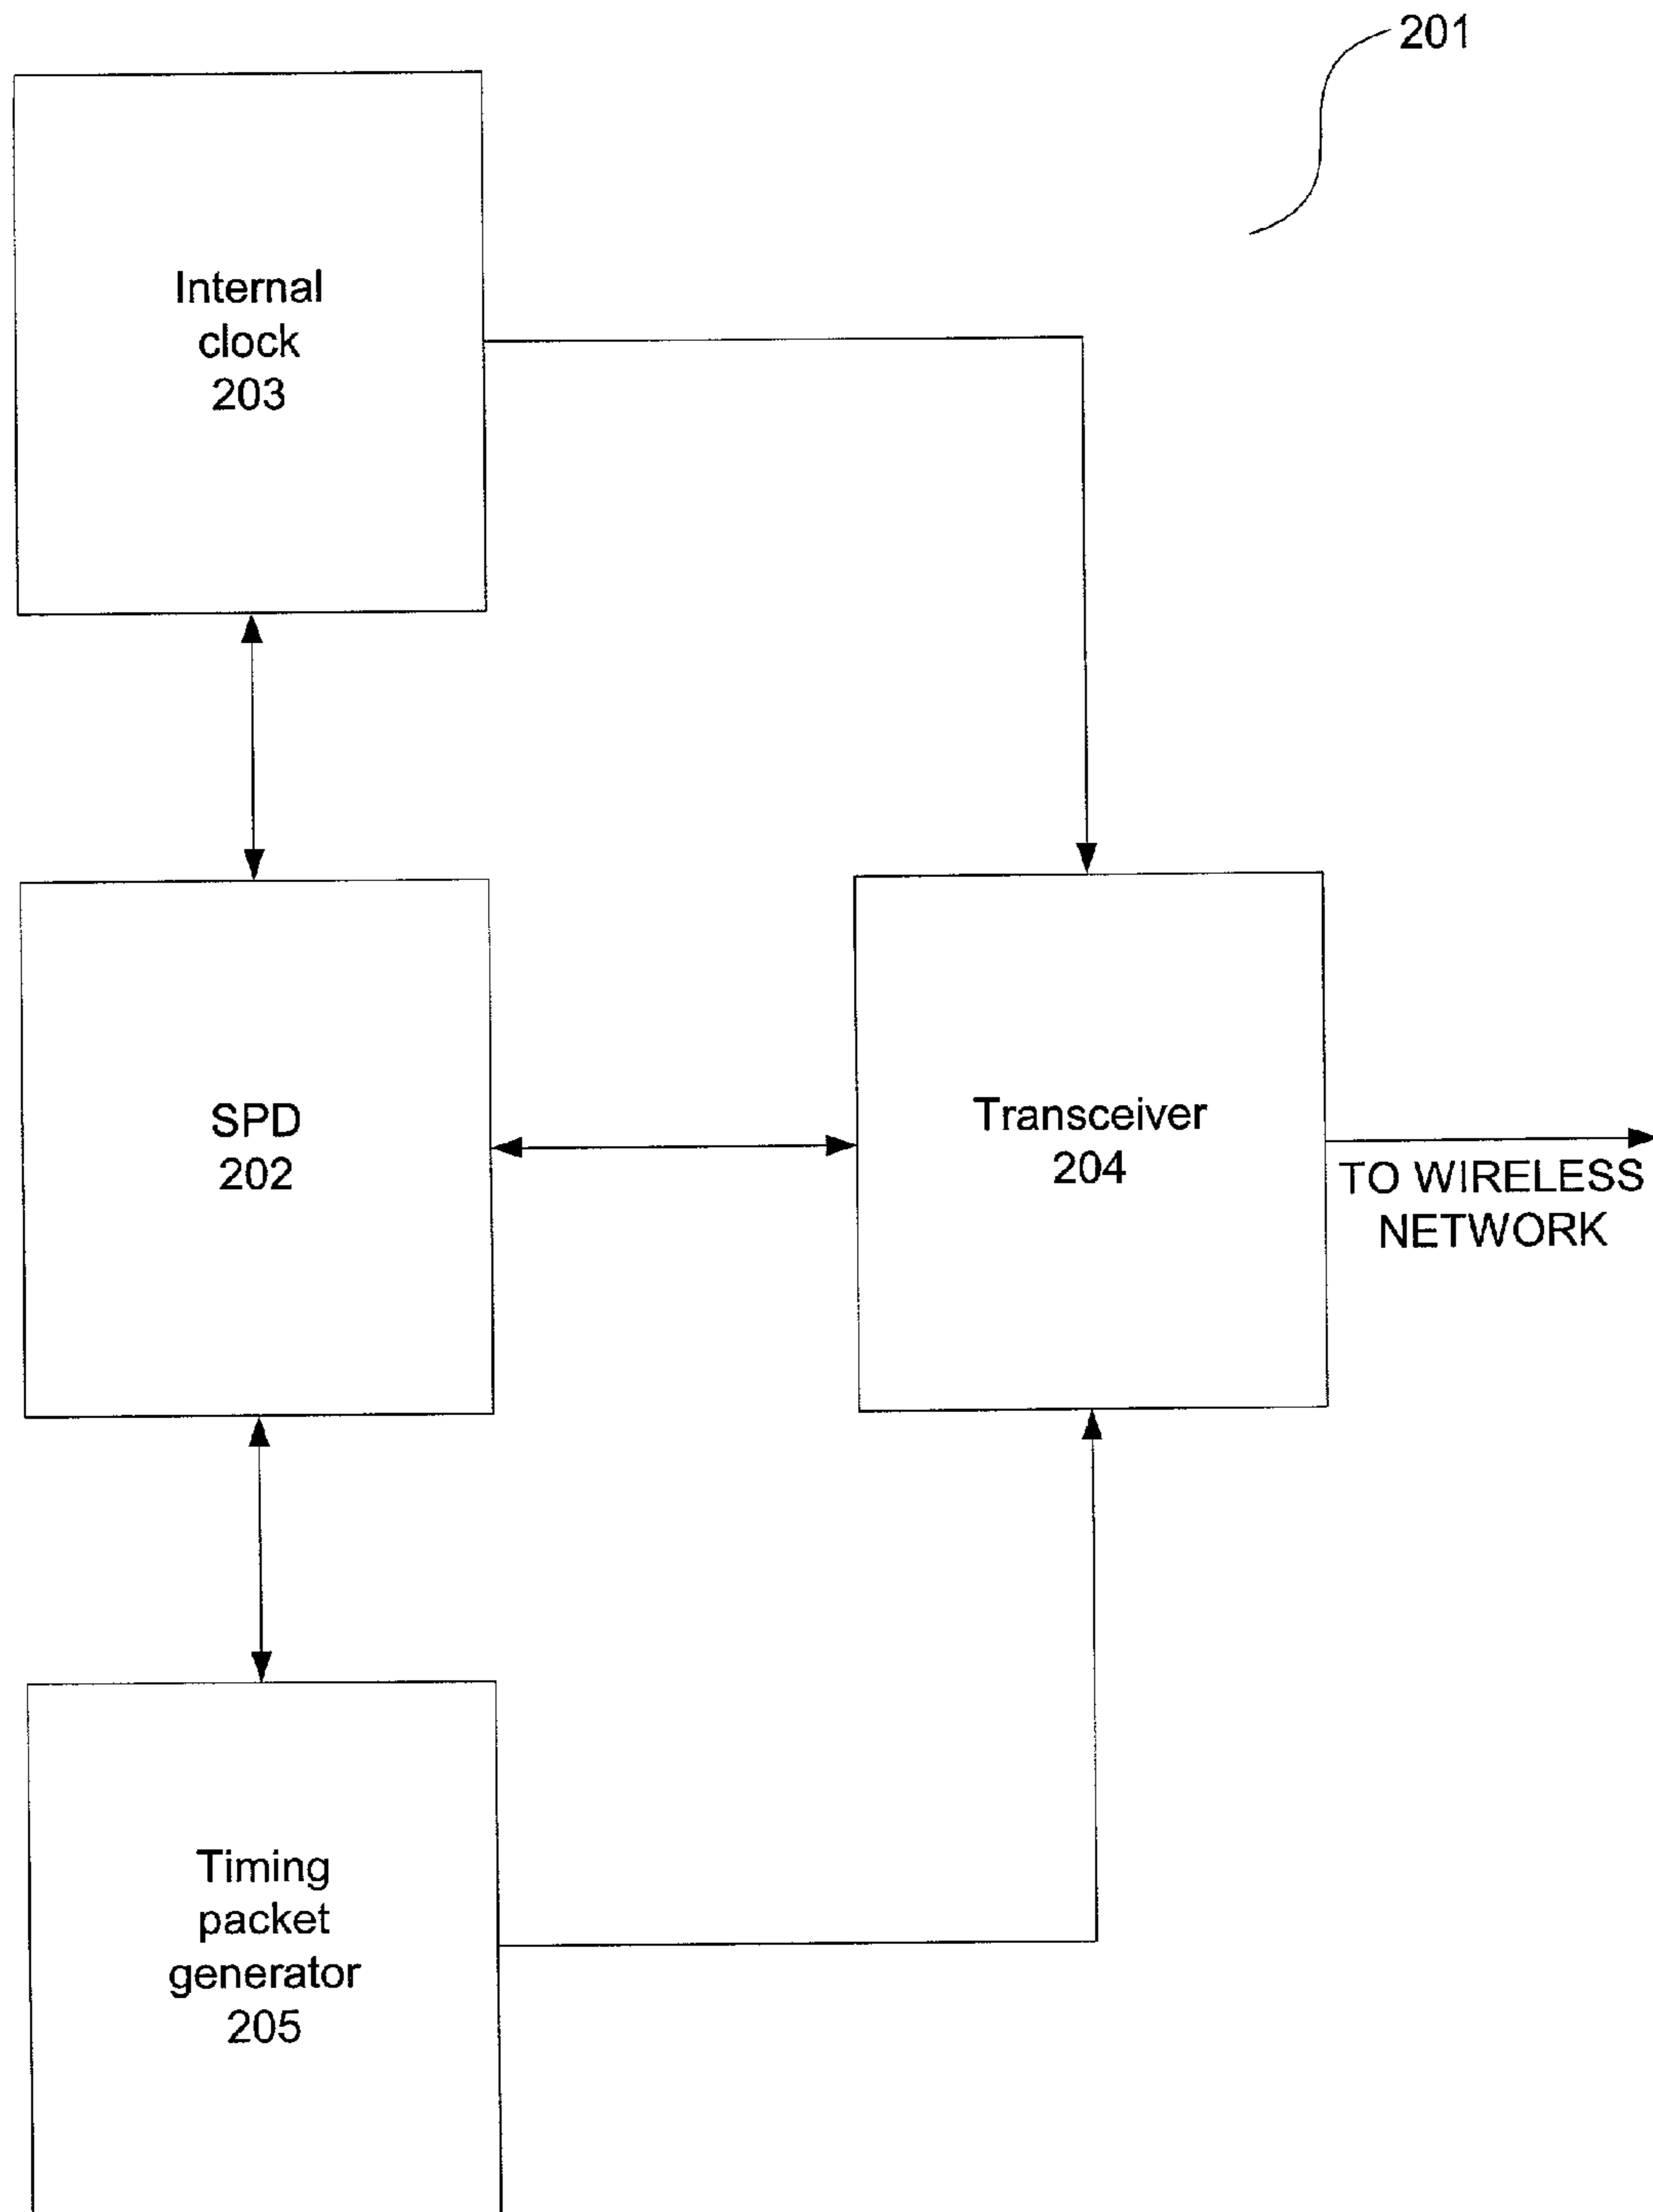 201
Internal
clock
203
SPD
202
Transceiver
204
TO WIRELESS
NETWORK
Timing
packet
generator
205